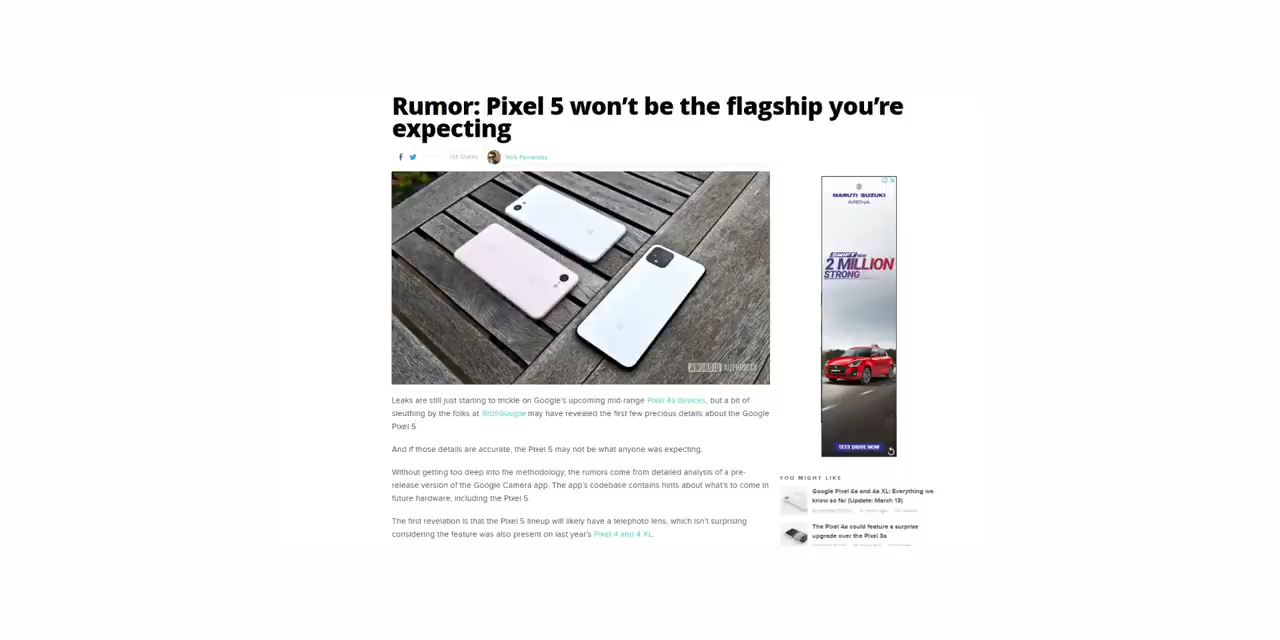 Rumor: Pixel 5 won't be the flagship you're
expecting
Nick Fernandez
ANDROID AUTHORITY
Leaks are still just starting to trickle on Google's upcoming mid-range Pixel 4a devices, but a bit of
sleuthing by the folks at 9to5Google may have revealed the first few precious details about the Google
Pixel 5.
And if those details are accurate, the Pixel 5 may not be what anyone was expecting.
Without getting too deep into the methodology, the rumors come from detailed analysis of a pre-
release version of the Google Camera app. The app's codebase contains hints about what's to come in
future hardware, including the Pixel 5.
The first revelation is that the Pixel 5 lineup will likely have a telephoto lens, which isn't surprising
considering the feature was also present on last year's Pixel 4 and 4 XL.
MARUTI SUZUKI
ARENA
SWIFT
2 MILLION
STRONG
TEST DRIVE NOW
YOU MIGHT LIKE
Google Pixel 4a and 4a XL: Everything we
know so far (Update: March 13)
The Pixel 4a could feature a surprise
upgrade over the Pixel 3a